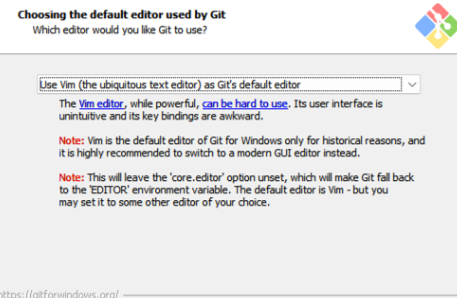 Choosing the default editor used by Git
Which editor would you like Git to use?
Use Vim (the ubiquitous text editor) as Git's default editor
The Vim editor, while powerful, can be hard to use. Its user interface is
unintuitive and its key bindings are awkward.
Note: Vim is the default editor of Git for Windows only for historical reasons, and
it is highly recommended to switch to a modern GUI editor instead.
Note: This will leave the 'core.editor' option unset, which will make Git fall back
to the 'EDITOR' environment variable. The default editor is Vim - but you
may set it to some other editor of your choice.
https://gitforwindows.org/